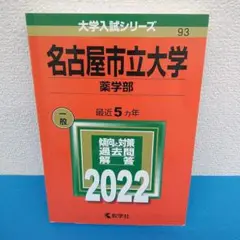 大学入試シリーズ
93
名古屋市立大学
薬学部
最近5カ年
一般
傾向と対策
過去問
解答
2022
教学社